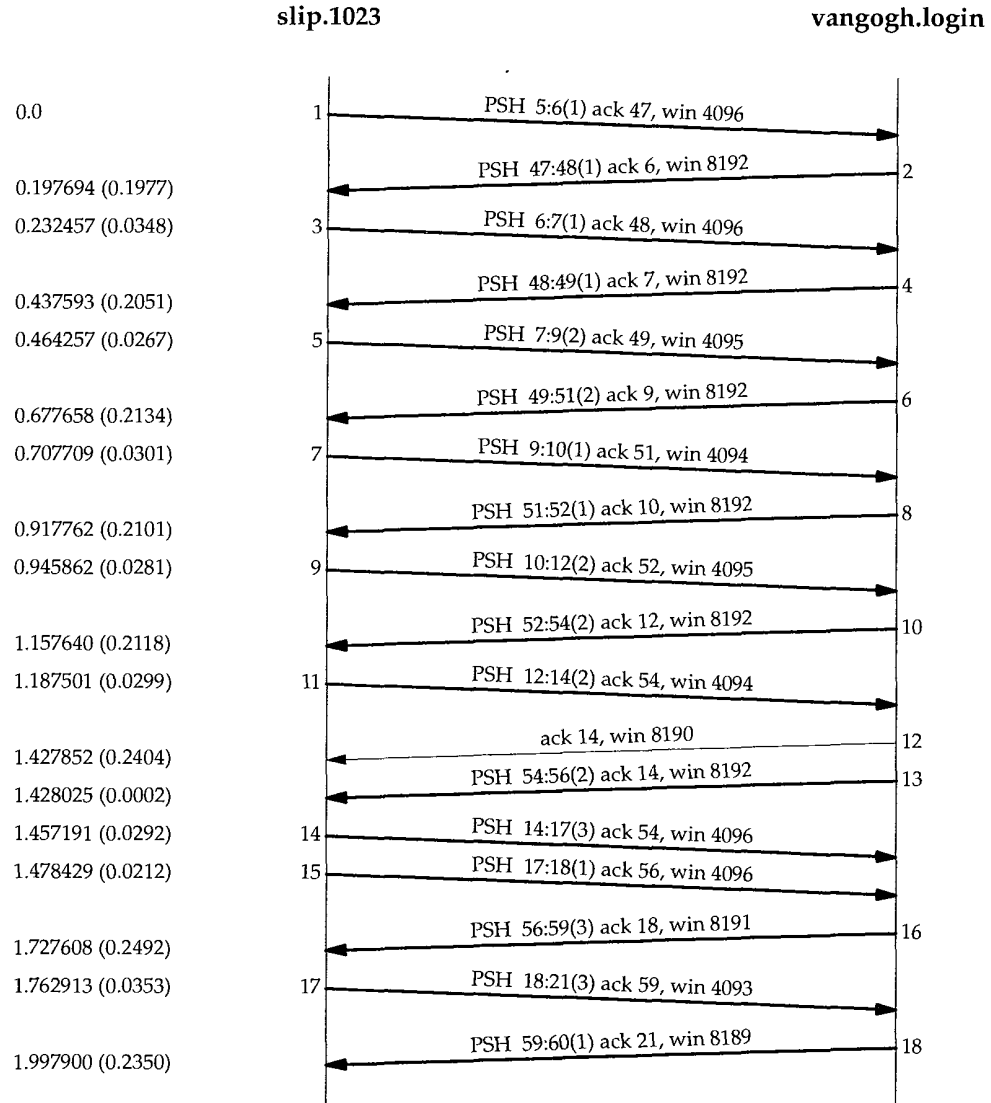 slip.1023 vangogh.login
0.0 1 PSH 5:6(1) ack 47, win 4096
0.197694 (0.1977) PSH 47:48(1) ack 6, win 8192 2
0.232457 (0.0348) 3 PSH 6:7(1) ack 48, win 4096
0.437593 (0.2051) PSH 48:49(1) ack 7, win 8192 4
0.464257 (0.0267) 5 PSH 7:9(2) ack 49, win 4095
0.677658 (0.2134) PSH 49:51(2) ack 9, win 8192 6
0.707709 (0.0301) 7 PSH 9:10(1) ack 51, win 4094
0.917762 (0.2101) PSH 51:52(1) ack 10, win 8192 8
0.945862 (0.0281) 9 PSH 10:12(2) ack 52, win 4095
1.157640 (0.2118) PSH 52:54(2) ack 12, win 8192 10
1.187501 (0.0299) 11 PSH 12:14(2) ack 54, win 4094
1.427852 (0.2404) ack 14, win 8190 12
1.428025 (0.0002) PSH 54:56(2) ack 14, win 8192 13
1.457191 (0.0292) 14 PSH 14:17(3) ack 54, win 4096
1.478429 (0.0212) 15 PSH 17:18(1) ack 56, win 4096
1.727608 (0.2492) PSH 56:59(3) ack 18, win 8191 16
1.762913 (0.0353) 17 PSH 18:21(3) ack 59, win 4093
1.997900 (0.2350) PSH 59:60(1) ack 21, win 8189 18